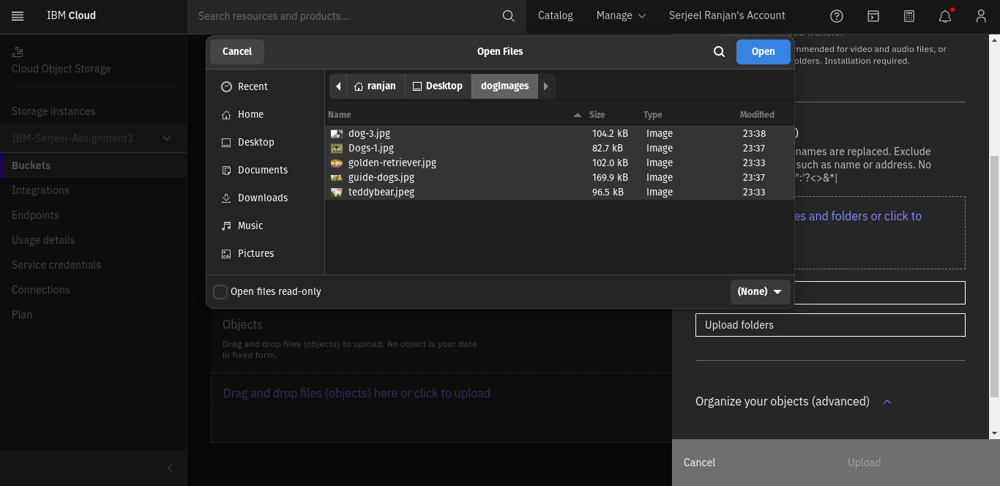 IBM Cloud
Search resources and products...
Catalog
Manage
Serjeel Ranjan's Account
Cloud Object Storage
Storage instances
IBM-Serjeel-Assignment3
Buckets
Integrations
Endpoints
Usage details
Service credentials
Connections
Plan
Cancel
Open Files
Open
Recent
Home
Desktop
Documents
Downloads
Music
Pictures
ranjan
Desktop
dogImages
Name Size Type Modified
dog-3.jpg 104.2 kB Image 23:38
Dogs-1.jpg 82.7 kB Image 23:37
golden-retriever.jpg 102.0 kB Image 23:33
guide-dogs.jpg 169.9 kB Image 23:37
teddybear.jpeg 96.5 kB Image 23:33
Open files read-only
(None)
Objects
Drag and drop files (objects) to upload. An object is your data
in fixed form.
Drag and drop files (objects) here or click to upload
mmended for video and audio files, or
olders. Installation required.
)
names are replaced. Exclude
such as name or address. No
":'?<>&*|
es and folders or click to
Upload folders
Organize your objects (advanced)
Cancel
Upload